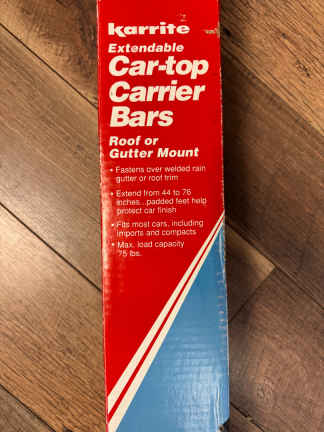 Karrite
Extendable
Car-top
Carrier
Bars
Roof or
Gutter Mount
• Fastens over welded rain
gutter or roof trim
• Extend from 44 to 76
inches...padded feet help
protect car finish
• Fits most cars, including
imports and compacts
• Max. load capacity
75 lbs.